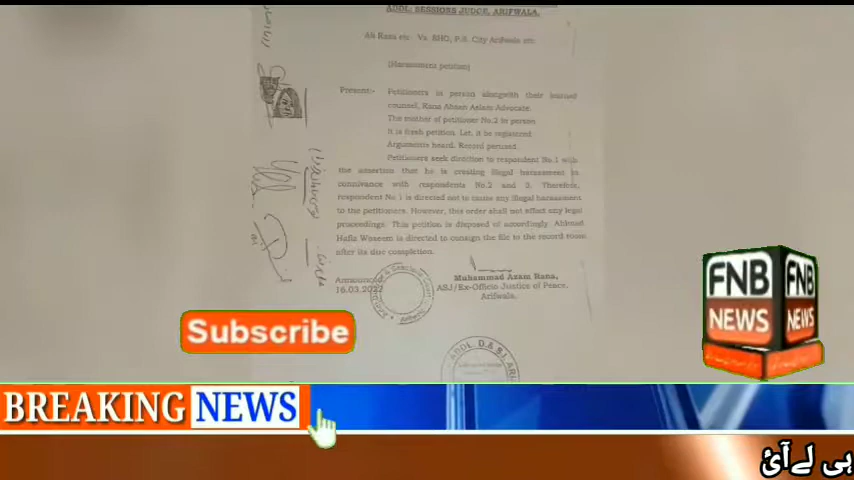 ADDL: SESSIONS JUDGE, ARIFWALA.
Ali Raza etc. Vs. SHO, P.S. City Arifwala etc.
(Harassment petition)
Present:- Petitioners in person alongwith their learned
counsel, Rana Ahsan Aslam Advocate.
The mother of petitioner No.2 in person
It is fresh petition. Let, it be registered
Arguments heard. Record perused.
Petitioners seek direction to respondent No.1 with
the assertion that he is creating illegal harassment in
connivance with respondents No.2 and 3. Therefore,
respondent No.1 is directed not to cause any illegal harassment
to the petitioners. However, this order shall not effect any legal
proceedings. This petition is disposed of accordingly. Ahlmad
Hafiz Waseem is directed to consign the file to the record room
after its due completion.
Announced
16.03.2022
Muhammad Azam Rana,
ASJ/Ex-Officio Justice of Peace,
Arifwala.
ADDL. D.& S.J. ARI
Subscribe
FNB
NEWS
FNB
NEWS
BREAKING NEWS
پی لے آئ